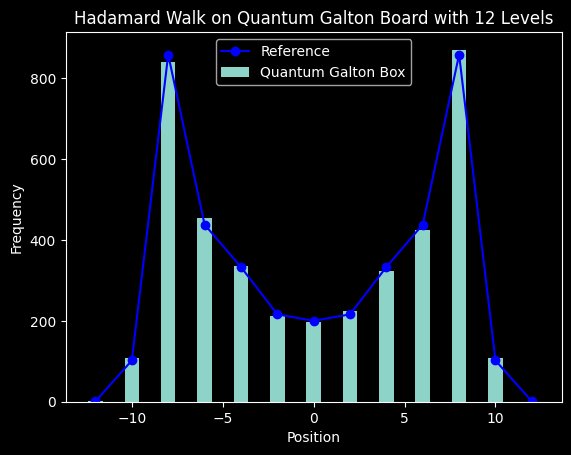 Hadamard Walk on Quantum Galton Board with 12 Levels
Reference
Quantum Galton Box
800
600
400
200
0
Frequency
−10
−5
0
5
10
Position